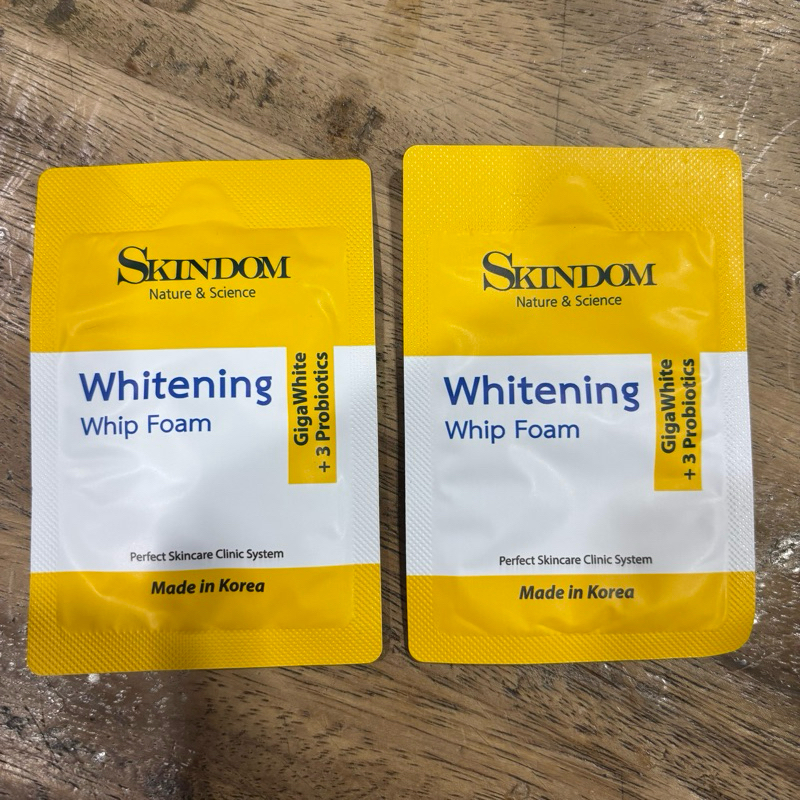 SKINDOM
Nature & Science
Whitening
Whip Foam
GigaWhite
+ 3 Probiotics
Perfect Skincare Clinic System
Made in Korea
SKINDOM
Nature & Science
Whitening
Whip Foam
GigaWhite
+ 3 Probiotics
Perfect Skincare Clinic System
Made in Korea